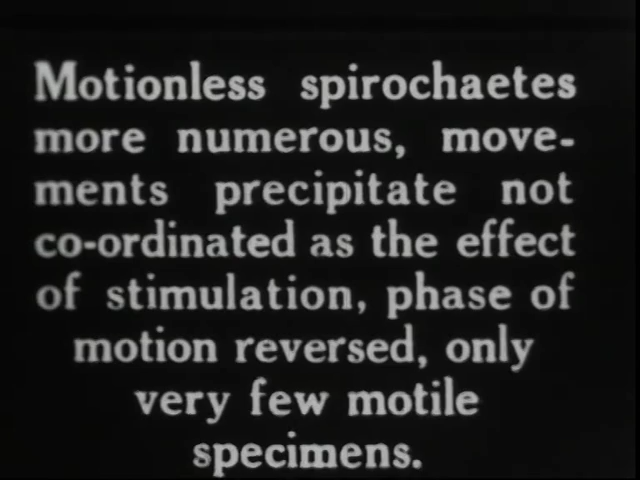 Motionless spirochaetes
more numerous, move-
ments precipitate not
co-ordinated as the effect
of stimulation, phase of
motion reversed, only
very few motile
specimens.